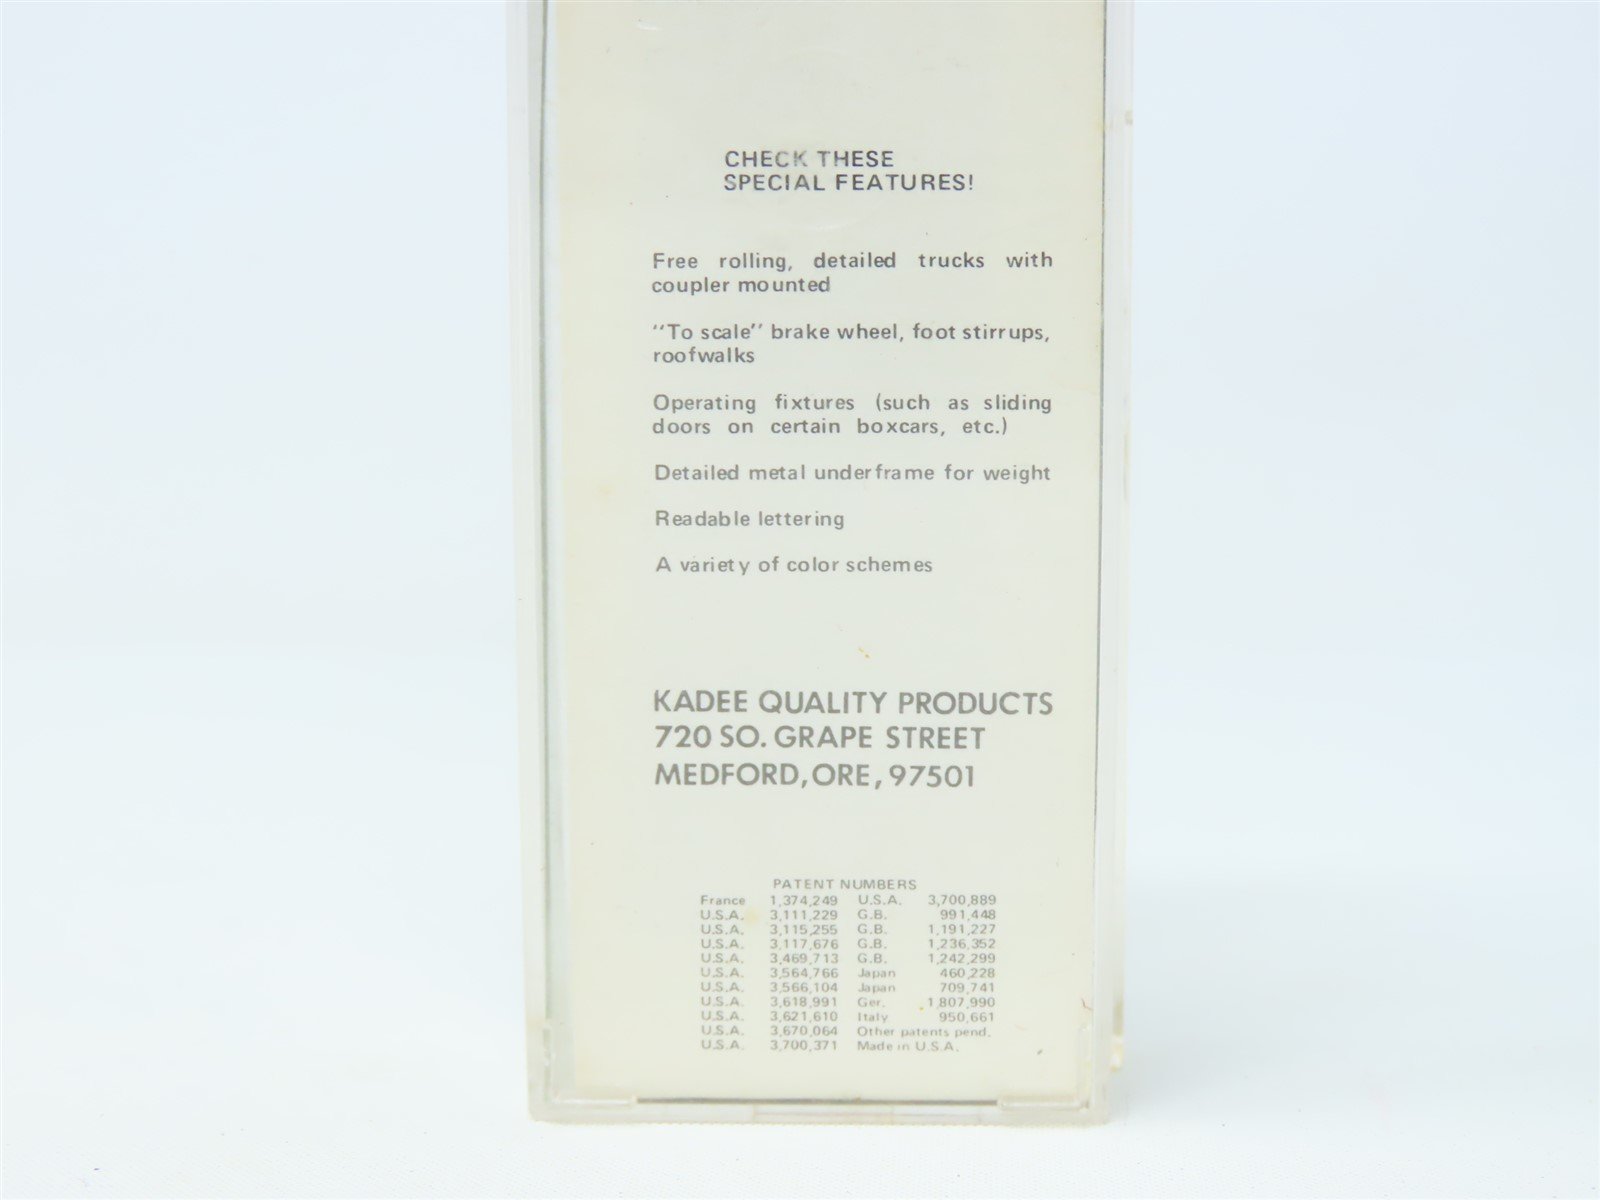 CHECK THESE
SPECIAL FEATURES!
Free rolling, detailed trucks with
coupler mounted
"To scale" brake wheel, foot stirrups,
roofwalks
Operating fixtures (such as sliding
doors on certain boxcars, etc.)
Detailed metal underframe for weight
Readable lettering
A variety of color schemes
KADEE QUALITY PRODUCTS
720 SO. GRAPE STREET
MEDFORD, ORE, 97501
PATENT NUMBERS
France 1,374,249 U.S.A. 3,700,889
U.S.A. 3,111,229 G.B. 991,448
U.S.A. 3,115,255 G.B. 1,191,227
U.S.A. 3,117,676 G.B. 1,236,352
U.S.A. 3,469,713 G.B. 1,242,299
U.S.A. 3,564,766 Japan 460,228
U.S.A. 3,566,104 Japan 709,741
U.S.A. 3,618,991 Ger. 1,807,990
U.S.A. 3,621,610 Italy 950,661
U.S.A. 3,670,064 Other patents pend.
U.S.A. 3,700,371 Made in U.S.A.